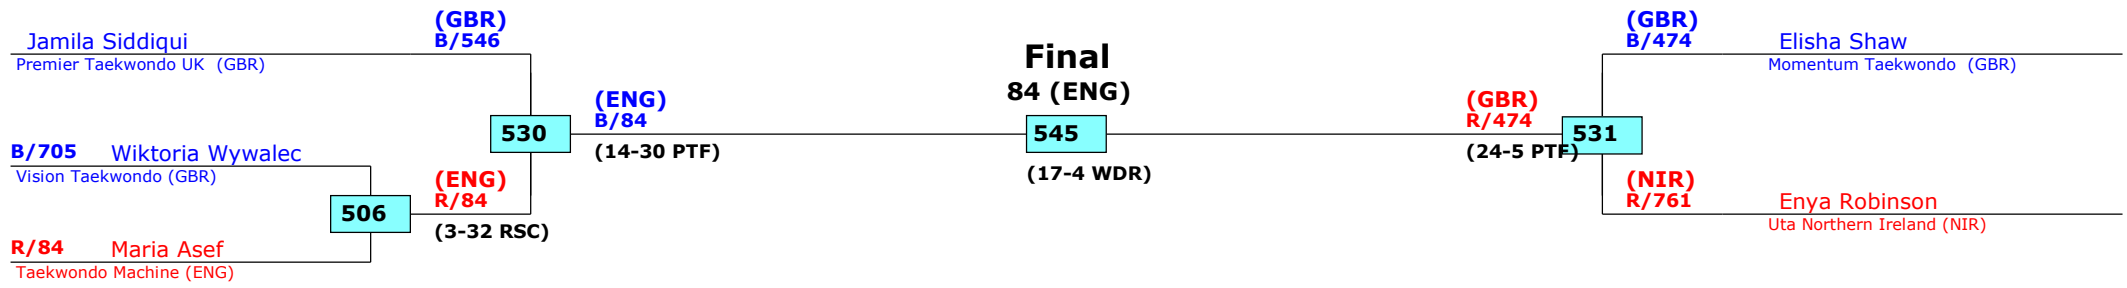 Jamila Siddiqui
Premier Taekwondo UK (GBR)
(GBR)
B/546
B/705 Wiktoria Wywalec
Vision Taekwondo (GBR)
506
R/84 Maria Asef
Taekwondo Machine (ENG)
(ENG)
R/84
(3-32 RSC)
530
(ENG)
B/84
(14-30 PTF)
Final
84 (ENG)
545
(17-4 WDR)
(GBR)
R/474
(24-5 PTF)
531
(GBR)
B/474
Elisha Shaw
Momentum Taekwondo (GBR)
(NIR)
R/761
Enya Robinson
Uta Northern Ireland (NIR)